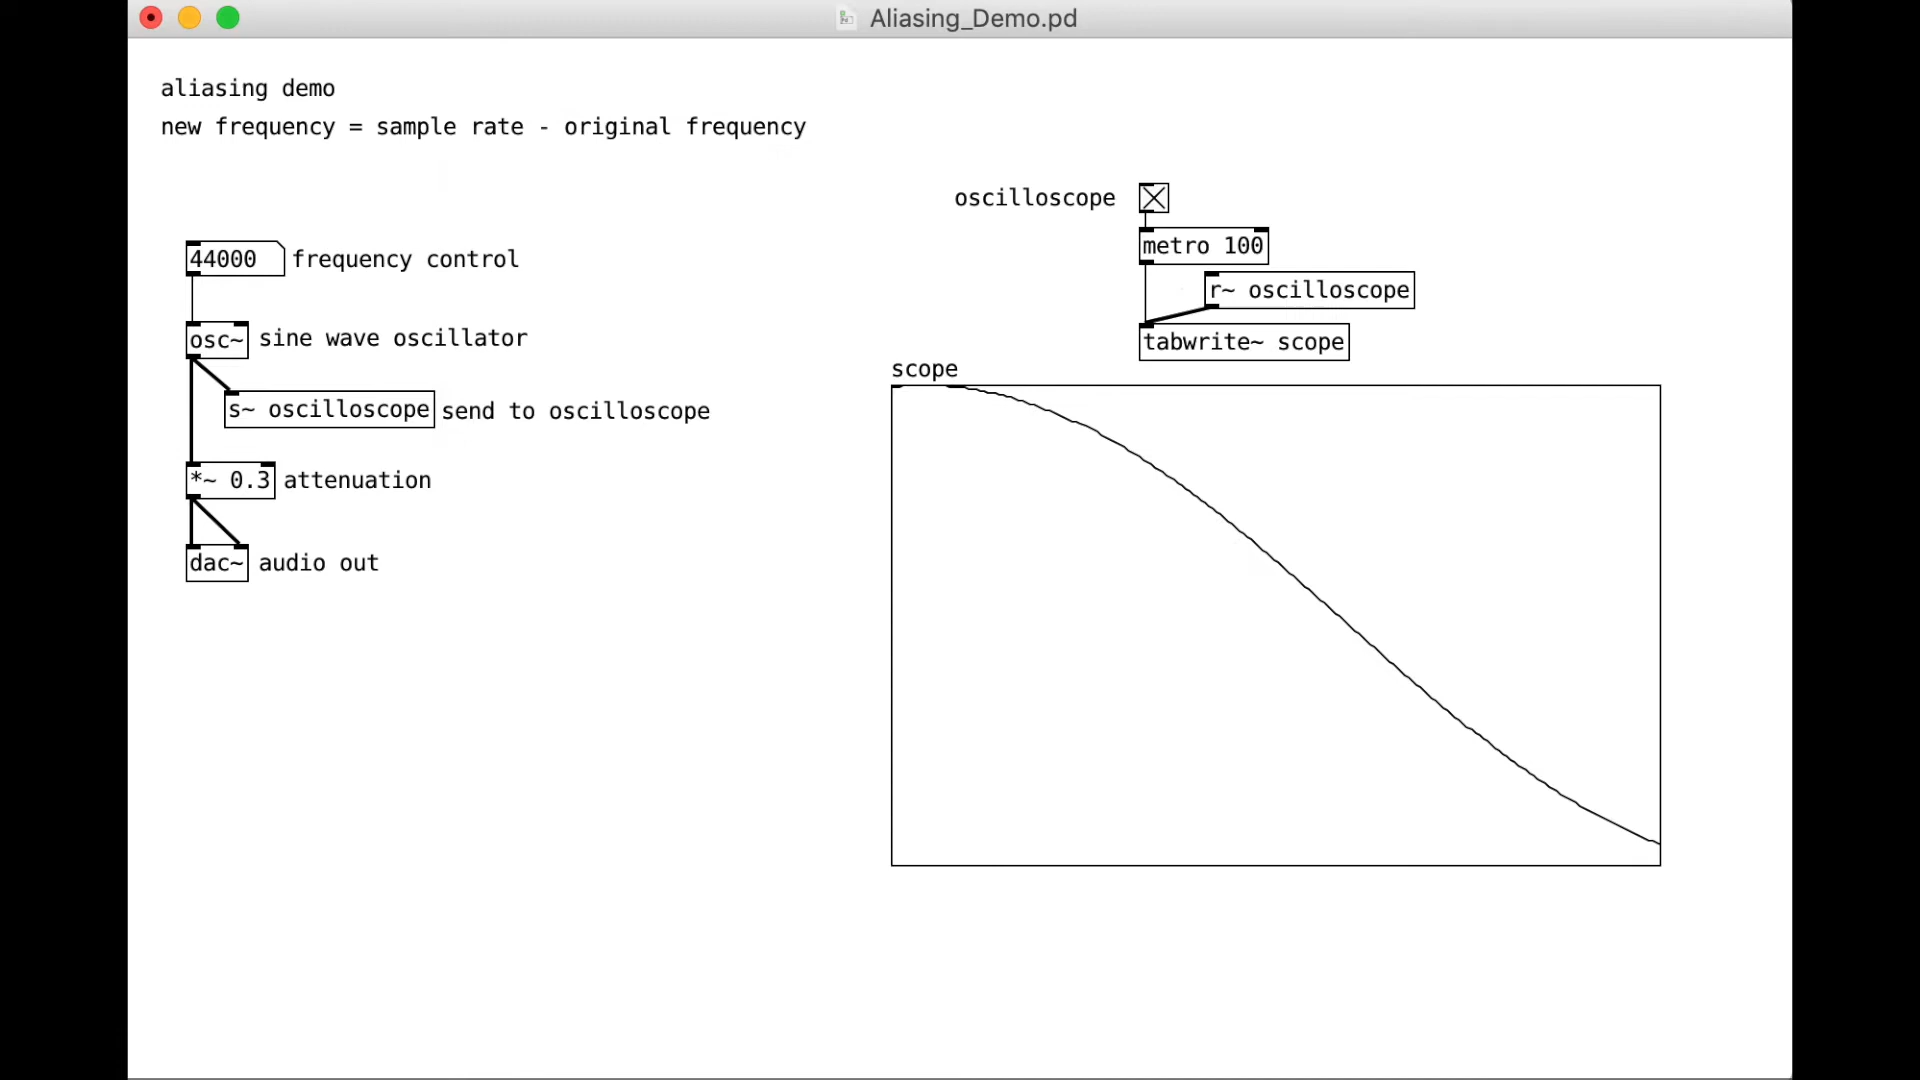 Aliasing_Demo.pd
aliasing demo
new frequency = sample rate - original frequency
oscilloscope
metro 100
44000 frequency control
r~ oscilloscope
osc~ sine wave oscillator
tabwrite~ scope
scope
s~ oscilloscope send to oscilloscope
*~ 0.3 attenuation
dac~ audio out